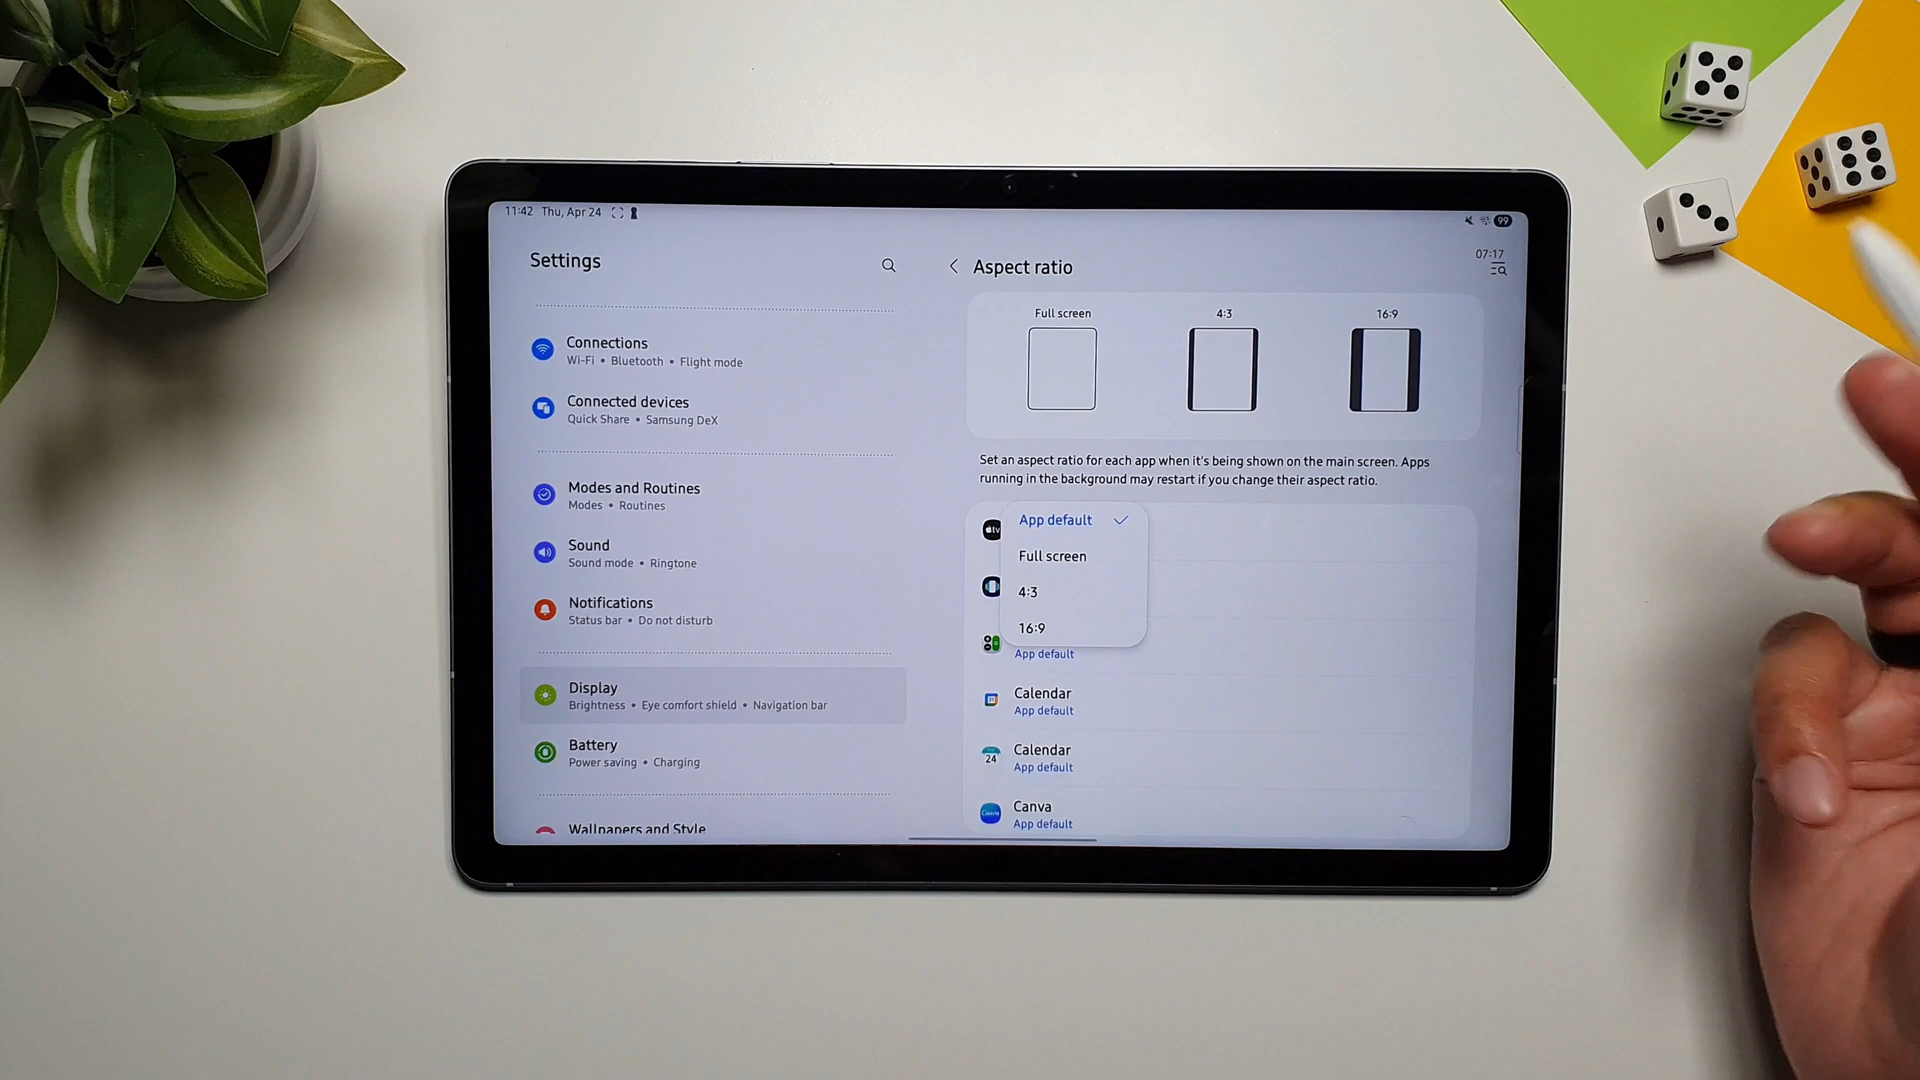 11:42 Thu, Apr 24
99
Settings
Connections
Wi-Fi • Bluetooth • Flight mode
Connected devices
Quick Share • Samsung DeX
Modes and Routines
Modes • Routines
Sound
Sound mode • Ringtone
Notifications
Status bar • Do not disturb
Display
Brightness • Eye comfort shield • Navigation bar
Battery
Power saving • Charging
Wallpapers and Style
Aspect ratio
07:17
Full screen
4:3
16:9
Set an aspect ratio for each app when it's being shown on the main screen. Apps
running in the background may restart if you change their aspect ratio.
tv
App default
Full screen
4:3
16:9
App default
Calendar
App default
24
Calendar
App default
Canva
Canva
App default